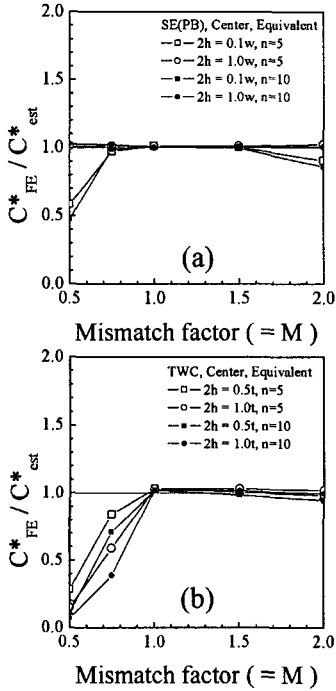 SE(PB), Center, Equivalent
2h = 0.1w, n=5
2h = 1.0w, n=5
2h = 0.1w, n=10
2h = 1.0w, n=10
2.0
1.5
1.0
0.5
0.0
C*FE / C*est
(a)
0.5 1.0 1.5 2.0
Mismatch factor ( = M )
TWC, Center, Equivalent
2h = 0.5t, n=5
2h = 1.0t, n=5
2h = 0.5t, n=10
2h = 1.0t, n=10
2.0
1.5
1.0
0.5
0.0
C*FE / C*est
(b)
0.5 1.0 1.5 2.0
Mismatch factor ( = M )